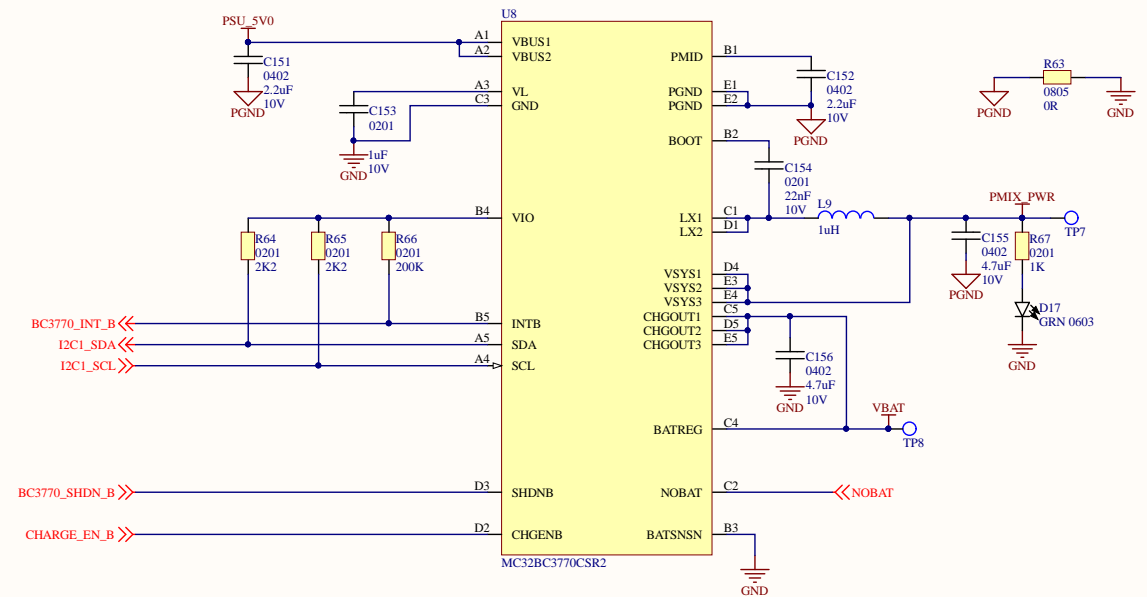 U8
PSU_5V0
C151
0402
2.2uF
10V
PGND
A1
A2
VBUS1
VBUS2
A3
C3
VL
GND
C153
0201
1uF
10V
GND
B4
VIO
R64
0201
2K2
R65
0201
2K2
R66
0201
200K
BC3770_INT_B
B5
INTB
I2C1_SDA
A5
SDA
I2C1_SCL
A4
SCL
BC3770_SHDN_B
D3
SHDNB
CHARGE_EN_B
D2
CHGENB
MC32BC3770CSR2
PMID
B1
C152
0402
2.2uF
10V
PGND
PGND
PGND
E1
E2
BOOT
B2
C154
0201
22nF
10V
LX1
LX2
C1
D1
L9
1uH
VSYS1
VSYS2
VSYS3
D4
E3
E4
CHGOUT1
CHGOUT2
CHGOUT3
C5
D5
E5
C156
0402
4.7uF
10V
GND
BATREG
C4
VBAT
TP8
NOBAT
C2
NOBAT
BATSNSN
B3
GND
R63
0805
0R
PGND
GND
PMIX_PWR
TP7
C155
0402
4.7uF
10V
PGND
R67
0201
1K
D17
GRN 0603
GND